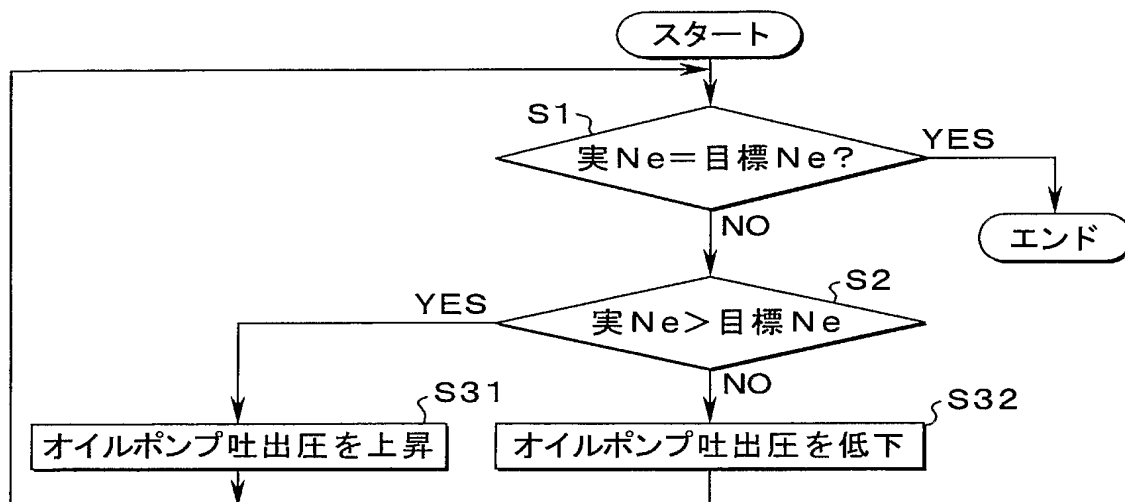 スタート
S1
実Ne=目標Ne?
YES
NO
エンド
S2
YES
実Ne>目標Ne
NO
S31
S32
オイルポンプ吐出圧を上昇
オイルポンプ吐出圧を低下